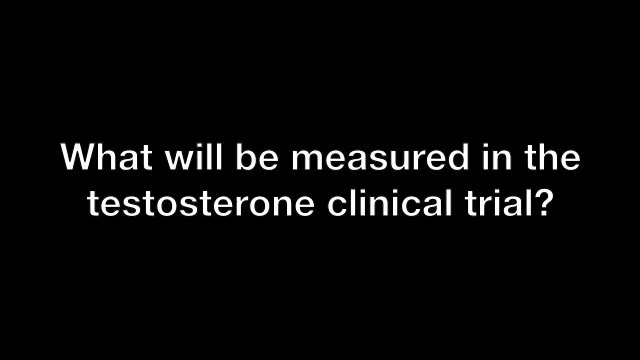 What will be measured in the
testosterone clinical trial?